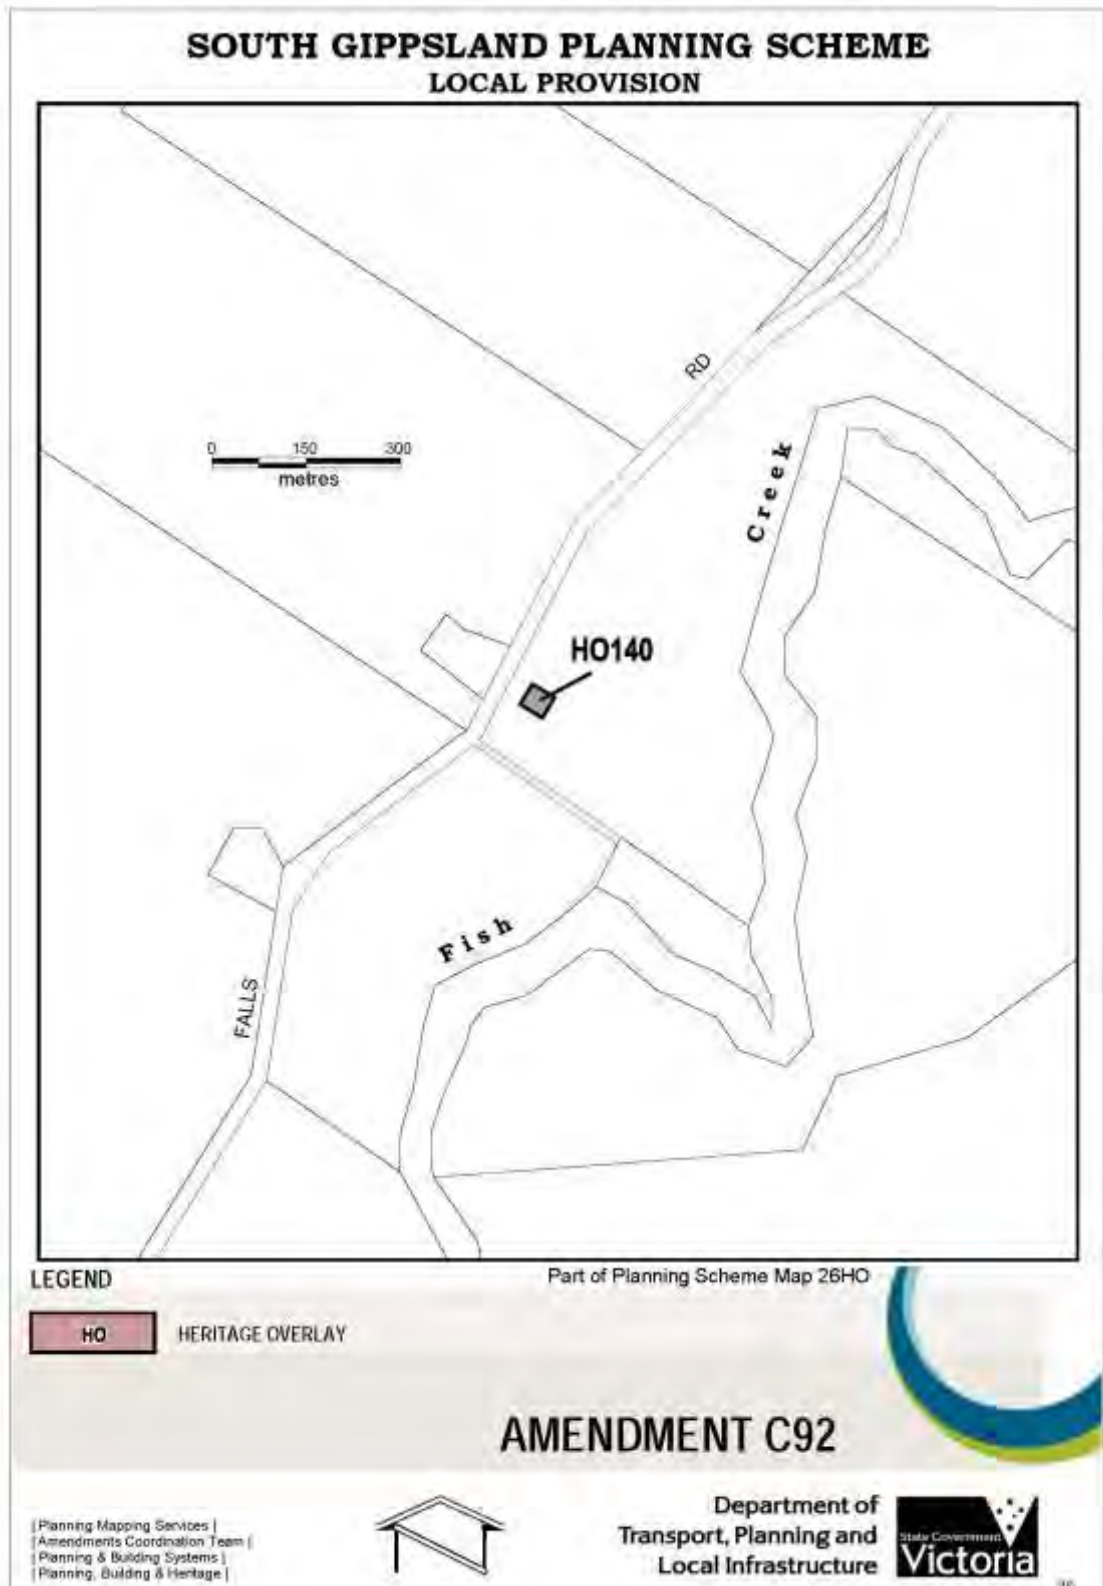 SOUTH GIPPSLAND PLANNING SCHEME
LOCAL PROVISION
RD
0 150 300
metres
Creek
HO140
Fish
FALLS
LEGEND
Part of Planning Scheme Map 26HO
HO HERITAGE OVERLAY
AMENDMENT C92
| Planning Mapping Services |
| Amendments Coordination Team |
| Planning & Building Systems |
| Planning, Building & Heritage |
Department of
Transport, Planning and
Local Infrastructure
State Government
Victoria